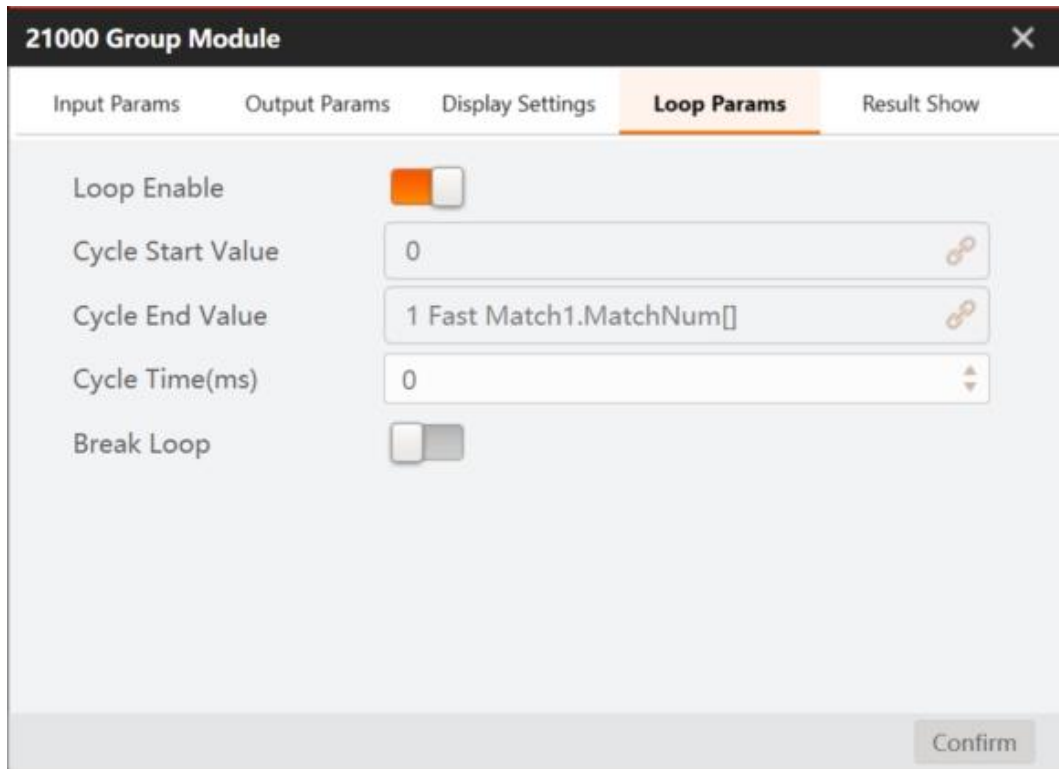 21000 Group Module
Input Params Output Params Display Settings Loop Params Result Show
Loop Enable
Cycle Start Value 0
Cycle End Value 1 Fast Match1.MatchNum[]
Cycle Time(ms) 0
Break Loop
Confirm